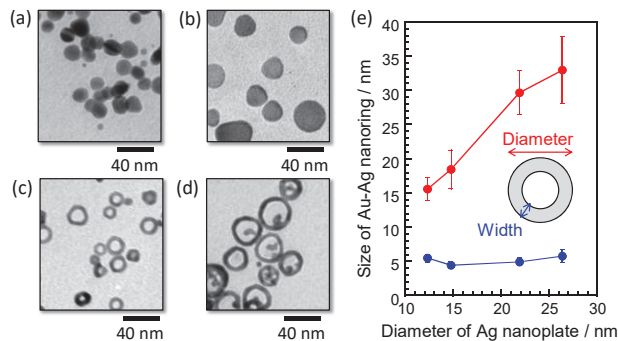 (a)
(b)
40 nm
40 nm
(c)
(d)
40 nm
40 nm
(e)
Size of Au-Ag nanoring / nm
40
35
30
25
20
15
10
5
0
Diameter
Width
10
15
20
25
30
Diameter of Ag nanoplate / nm